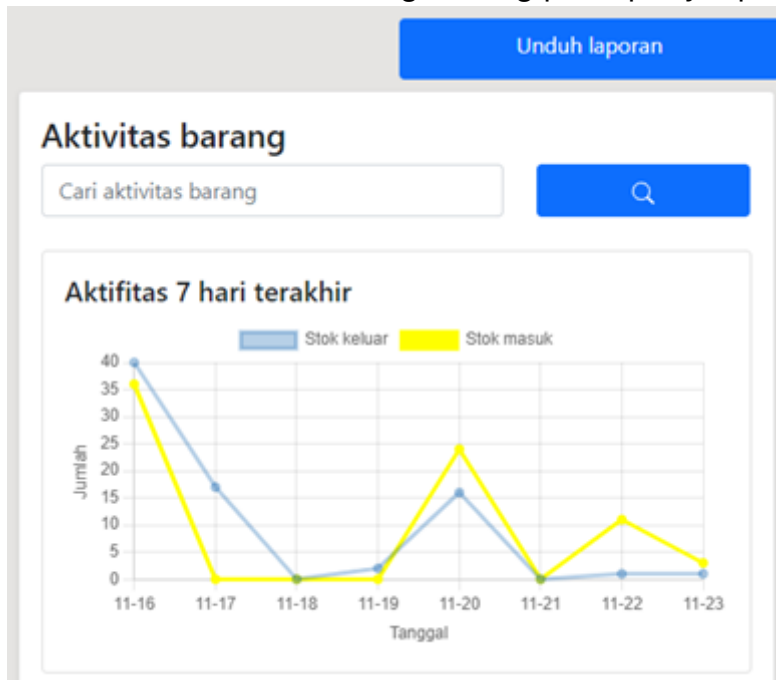 Unduh laporan
Aktivitas barang
Cari aktivitas barang
Aktifitas 7 hari terakhir
Stok keluar Stok masuk
40
35
30
25
20
15
10
5
0
Jumlah
11-16 11-17 11-18 11-19 11-20 11-21 11-22 11-23
Tanggal